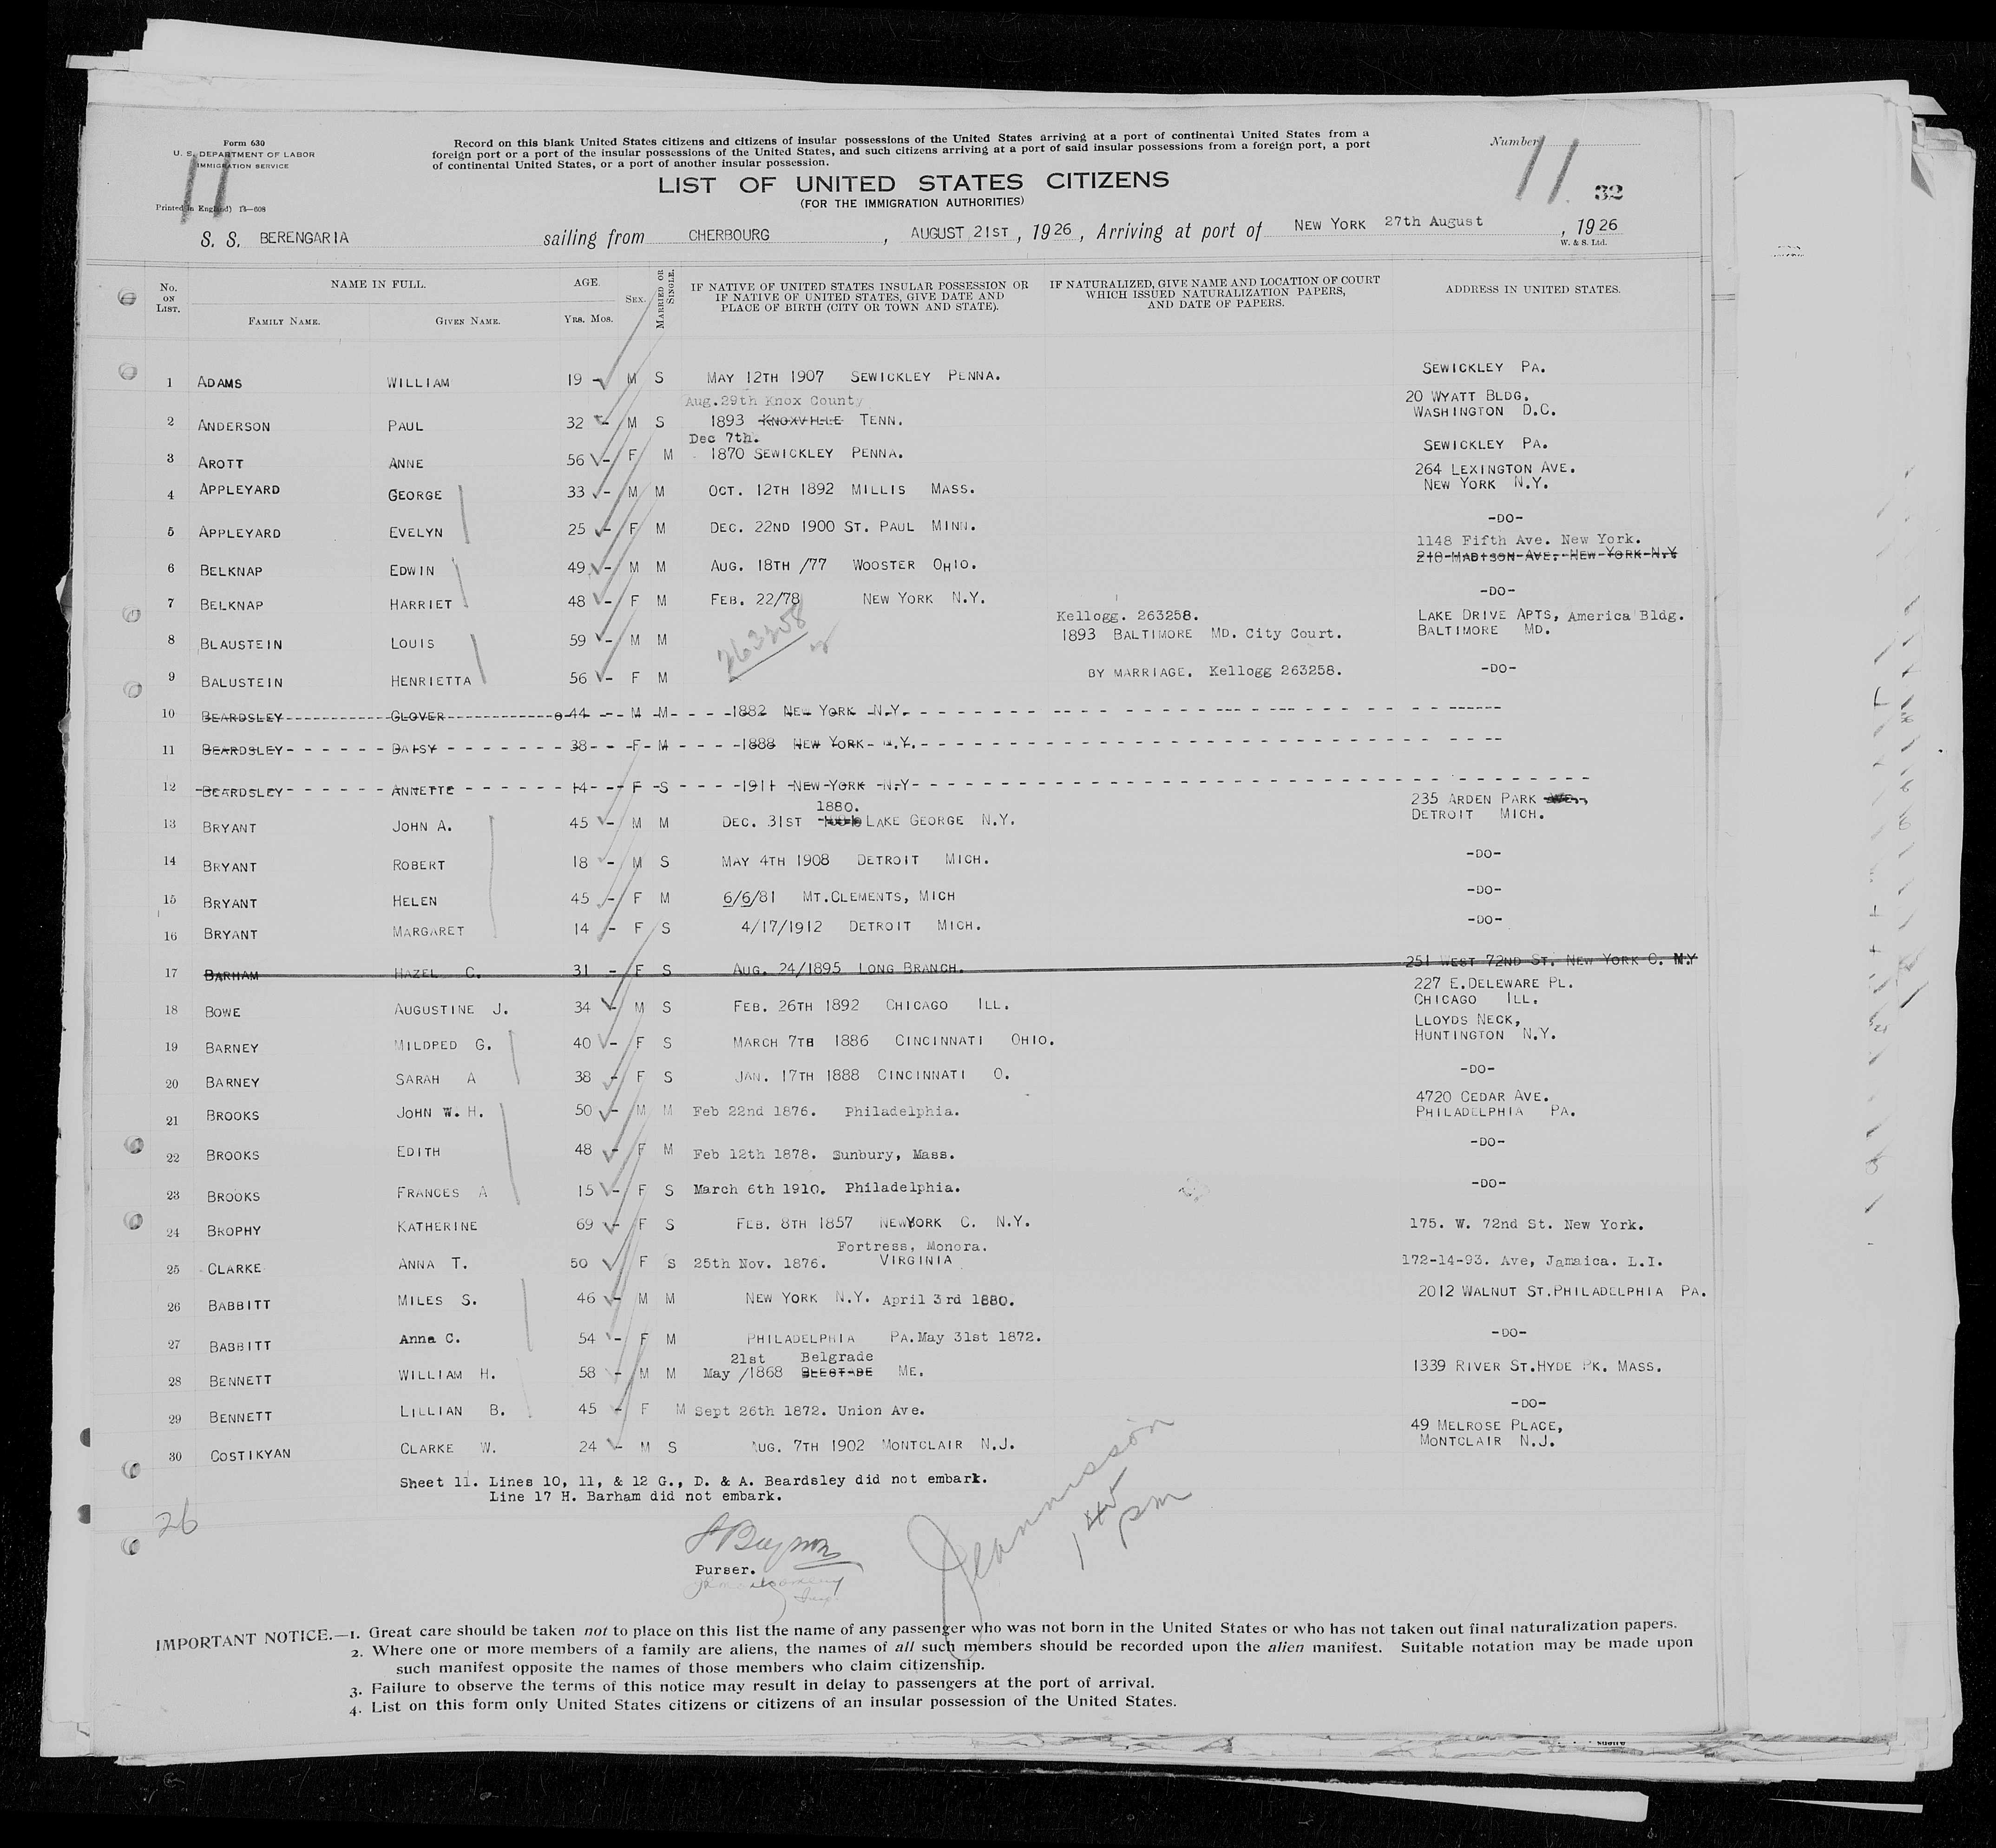 Form 630
U. S. DEPARTMENT OF LABOR
IMMIGRATION SERVICE
11
Printed in England) 14—608
Record on this blank United States citizens and citizens of insular possessions of the United States arriving at a port of continental United States from a
foreign port or a port of the insular possessions of the United States, and such citizens arriving at a port of said insular possessions from a foreign port, a port
of continental United States, or a port of another insular possession.
Number 11
32
LIST OF UNITED STATES CITIZENS
(FOR THE IMMIGRATION AUTHORITIES)
S. S. BERENGARIA sailing from CHERBOURG, AUGUST 21ST, 1926, Arriving at port of NEW YORK 27th August, 1926
W. & S. Ltd.
No. ON LIST. NAME IN FULL. FAMILY NAME. GIVEN NAME. AGE. YRS. MOS. SEX. MARRIED OR SINGLE. IF NATIVE OF UNITED STATES INSULAR POSSESSION OR IF NATIVE OF UNITED STATES, GIVE DATE AND PLACE OF BIRTH (CITY OR TOWN AND STATE). IF NATURALIZED, GIVE NAME AND LOCATION OF COURT WHICH ISSUED NATURALIZATION PAPERS, AND DATE OF PAPERS. ADDRESS IN UNITED STATES.
1 ADAMS WILLIAM 19 - M S MAY 12TH 1907 SEWICKLEY PENNA. SEWICKLEY PA.
Aug.29th Knox County 20 WYATT BLDG.
2 ANDERSON PAUL 32 - M S 1893 KNOXVILLE TENN. WASHINGTON D.C.
Dec 7th.
3 AROTT ANNE 56 - F M 1870 SEWICKLEY PENNA. SEWICKLEY PA.
264 LEXINGTON AVE.
4 APPLEYARD GEORGE 33 - M M OCT. 12TH 1892 MILLIS MASS. NEW YORK N.Y.
5 APPLEYARD EVELYN 25 - F M DEC. 22ND 1900 ST. PAUL MINN. -DO-
1148 Fifth Ave. New York.
6 BELKNAP EDWIN 49 - M M AUG. 18TH /77 WOOSTER OHIO. 210 MADISON AVE. NEW YORK N.Y
7 BELKNAP HARRIET 48 - F M FEB. 22/78 NEW YORK N.Y. -DO-
Kellogg. 263258. LAKE DRIVE APTS, America Bldg.
8 BLAUSTEIN LOUIS 59 - M M 263258 1893 BALTIMORE MD. City Court. BALTIMORE MD.
9 BALUSTEIN HENRIETTA 56 - F M BY MARRIAGE. Kellogg 263258. -DO-
10 BEARDSLEY GLOVER 44 - M M 1882 NEW YORK N.Y.
11 BEARDSLEY DAISY 38 - F M 1888 NEW YORK N.Y.
12 BEARDSLEY ANNETTE 14 - F S 1911 NEW YORK N.Y
1880. 235 ARDEN PARK AVE.
13 BRYANT JOHN A. 45 - M M DEC. 31ST LAKE GEORGE N.Y. DETROIT MICH.
14 BRYANT ROBERT 18 - M S MAY 4TH 1908 DETROIT MICH. -DO-
15 BRYANT HELEN 45 - F M 6/6/81 MT.CLEMENTS, MICH -DO-
16 BRYANT MARGARET 14 - F S 4/17/1912 DETROIT MICH. -DO-
17 BARHAM HAZEL C. 31 - F S AUG. 24/1895 LONG BRANCH. 251 WEST 72ND ST. NEW YORK C. N.Y
227 E.DELEWARE PL.
18 BOWE AUGUSTINE J. 34 - M S FEB. 26TH 1892 CHICAGO ILL. CHICAGO ILL.
LLOYDS NECK,
19 BARNEY MILDPED G. 40 - F S MARCH 7TH 1886 CINCINNATI OHIO. HUNTINGTON N.Y.
20 BARNEY SARAH A 38 - F S JAN. 17TH 1888 CINCINNATI O. -DO-
4720 CEDAR AVE.
21 BROOKS JOHN W.H. 50 - M M Feb 22nd 1876. Philadelphia. PHILADELPHIA PA.
22 BROOKS EDITH 48 - F M Feb 12th 1878. Sunbury, Mass. -DO-
23 BROOKS FRANCES A 15 - F S March 6th 1910. Philadelphia. -DO-
24 BROPHY KATHERINE 69 - F S FEB. 8TH 1857 NEWYORK C. N.Y. 175. W. 72nd St. New York.
Fortress, Monora.
25 CLARKE ANNA T. 50 F S 25th Nov. 1876. VIRGINIA 172-14-93. Ave, Jamaica. L.I.
26 BABBITT MILES S. 46 - M M NEW YORK N.Y. April 3rd 1880. 2012 WALNUT ST.PHILADELPHIA PA.
27 BABBITT Anna C. 54 - F M PHILADELPHIA PA.May 31st 1872. -DO-
21st Belgrade
28 BENNETT WILLIAM H. 58 - M M May /1868 ME. 1339 RIVER ST.HYDE PK. MASS.
29 BENNETT LILLIAN B. 45 - F M Sept 26th 1872. Union Ave. -DO-
49 MELROSE PLACE,
30 COSTIKYAN CLARKE W. 24 - M S AUG. 7TH 1902 MONTCLAIR N.J. MONTCLAIR N.J.
Sheet 11. Lines 10, 11, & 12 G., D. & A. Beardsley did not embark.
Line 17 H. Barham did not embark.
26
Purser.
pm
IMPORTANT NOTICE.—1. Great care should be taken not to place on this list the name of any passenger who was not born in the United States or who has not taken out final naturalization papers.
2. Where one or more members of a family are aliens, the names of all such members should be recorded upon the alien manifest. Suitable notation may be made upon
such manifest opposite the names of those members who claim citizenship.
3. Failure to observe the terms of this notice may result in delay to passengers at the port of arrival.
4. List on this form only United States citizens or citizens of an insular possession of the United States.